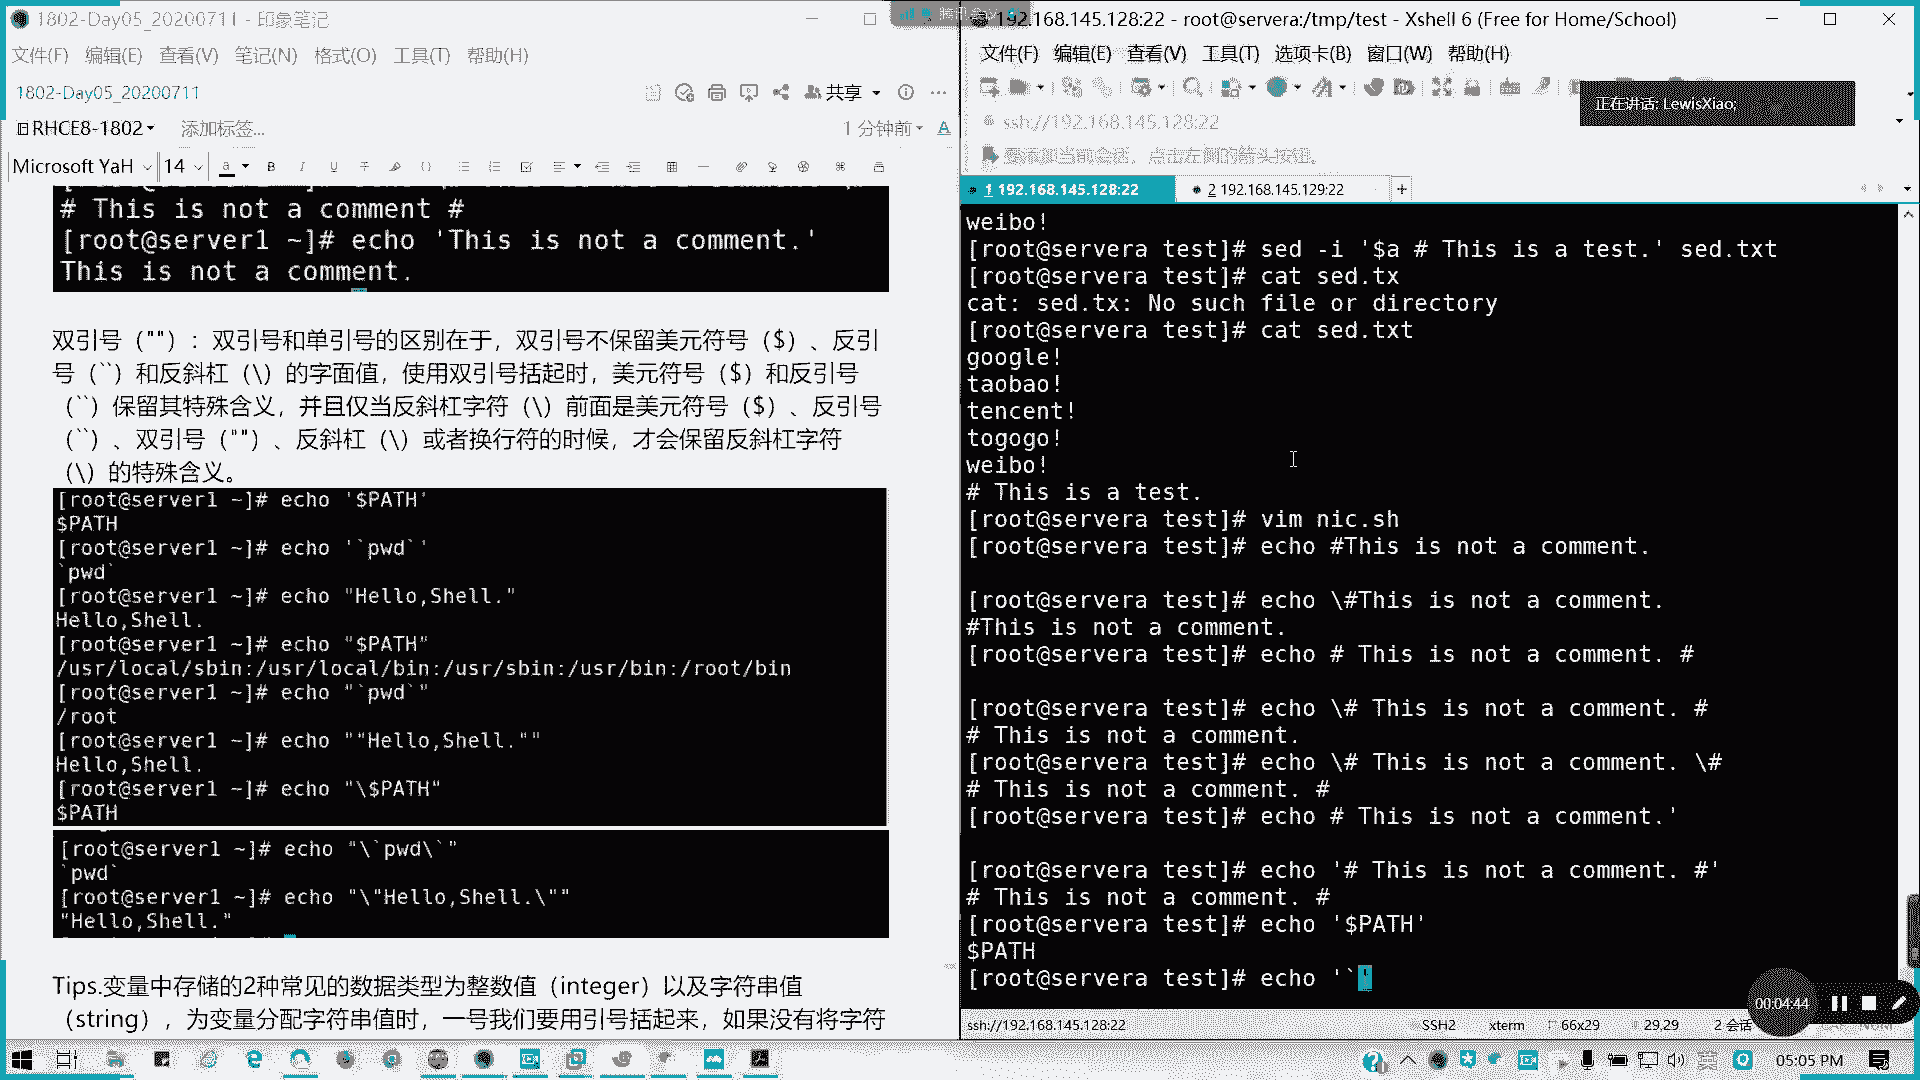 1802-Day05_20200711 - 印象笔记
文件(F) 编辑(E) 查看(V) 笔记(N) 格式(O) 工具(T) 帮助(H)
1802-Day05_20200711
共享
RHCE8-1802
添加标签...
1 分钟前
Microsoft YaH 14
# This is not a comment #
[root@server1 ~]# echo 'This is not a comment.'
This is not a comment.
双引号（""）：双引号和单引号的区别在于，双引号不保留美元符号（$）、反引
号（``）和反斜杠（\）的字面值，使用双引号括起时，美元符号（$）和反引号
（``）保留其特殊含义，并且仅当反斜杠字符（\）前面是美元符号（$）、反引号
（``）、双引号（""）、反斜杠（\）或者换行符的时候，才会保留反斜杠字符
（\）的特殊含义。
[root@server1 ~]# echo '$PATH'
$PATH
[root@server1 ~]# echo '`pwd`'
`pwd`
[root@server1 ~]# echo "Hello,Shell."
Hello,Shell.
[root@server1 ~]# echo "$PATH"
/usr/local/sbin:/usr/local/bin:/usr/sbin:/usr/bin:/root/bin
[root@server1 ~]# echo "`pwd`"
/root
[root@server1 ~]# echo ""Hello,Shell.""
Hello,Shell.
[root@server1 ~]# echo "\$PATH"
$PATH
[root@server1 ~]# echo "\`pwd\`"
`pwd`
[root@server1 ~]# echo "\"Hello,Shell.\""
"Hello,Shell."
Tips.变量中存储的2种常见的数据类型为整数值（integer）以及字符串值
（string），为变量分配字符串值时，一号我们要用引号括起来，如果没有将字符
192.168.145.128:22 - root@servera:/tmp/test - Xshell 6 (Free for Home/School)
文件(F) 编辑(E) 查看(V) 工具(T) 选项卡(B) 窗口(W) 帮助(H)
正在讲话: LewisXiao;
ssh://192.168.145.128:22
要添加当前会话，点击左侧的箭头按钮。
1 192.168.145.128:22
2 192.168.145.129:22
weibo!
[root@servera test]# sed -i '$a # This is a test.' sed.txt
[root@servera test]# cat sed.tx
cat: sed.tx: No such file or directory
[root@servera test]# cat sed.txt
google!
taobao!
tencent!
togogo!
weibo!
# This is a test.
[root@servera test]# vim nic.sh
[root@servera test]# echo #This is not a comment.
[root@servera test]# echo \#This is not a comment.
#This is not a comment.
[root@servera test]# echo # This is not a comment. #
[root@servera test]# echo \# This is not a comment. #
# This is not a comment.
[root@servera test]# echo \# This is not a comment. \#
# This is not a comment. #
[root@servera test]# echo # This is not a comment.'
[root@servera test]# echo '# This is not a comment. #'
# This is not a comment. #
[root@servera test]# echo '$PATH'
$PATH
[root@servera test]# echo '`'
00:04:44
ssh://192.168.145.128:22 SSH2 xterm 66x29 29,29 2 会话
英
05:05 PM